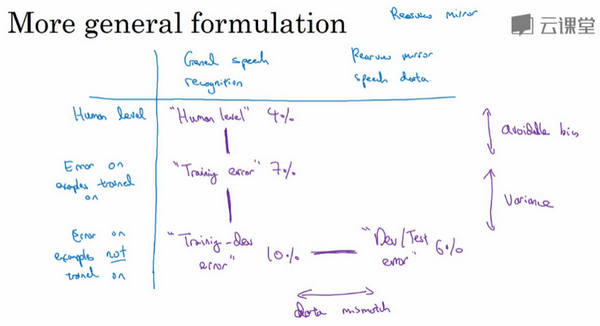 More general formulation
Rearview mirror
云课堂
General speech
recognition
Rearview mirror
speech data
Human level
"Human level" 4%
avoidable bias
Error on
examples trained
on
"Training error" 7%
Variance
Error on
examples not
trained on
"Training-dev
error" 10%
"Dev/Test
error" 6%
data mismatch